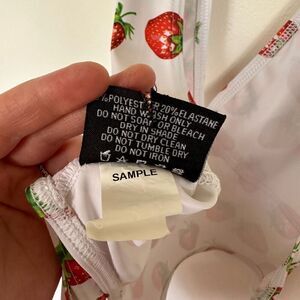 % POLYESTER 20% ELASTANE
HAND WASH ONLY
DO NOT SOAK OR BLEACH
DRY IN SHADE
DO NOT DRY CLEAN
DO NOT TUMBLE DRY
DO NOT IRON
SAMPLE